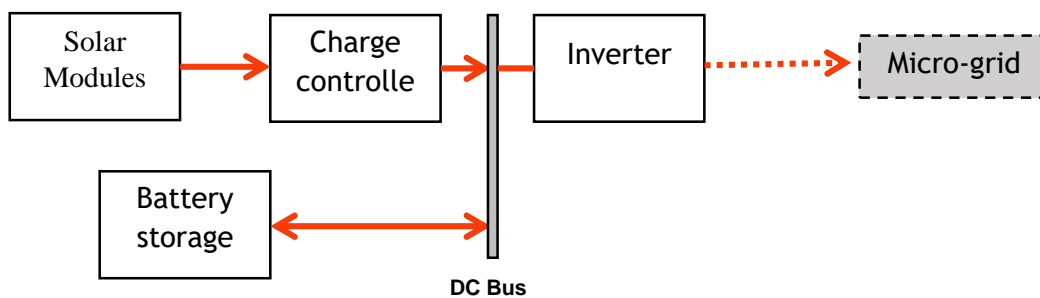 Solar
Modules
Charge
controlle
Inverter
Micro-grid
Battery
storage
DC Bus